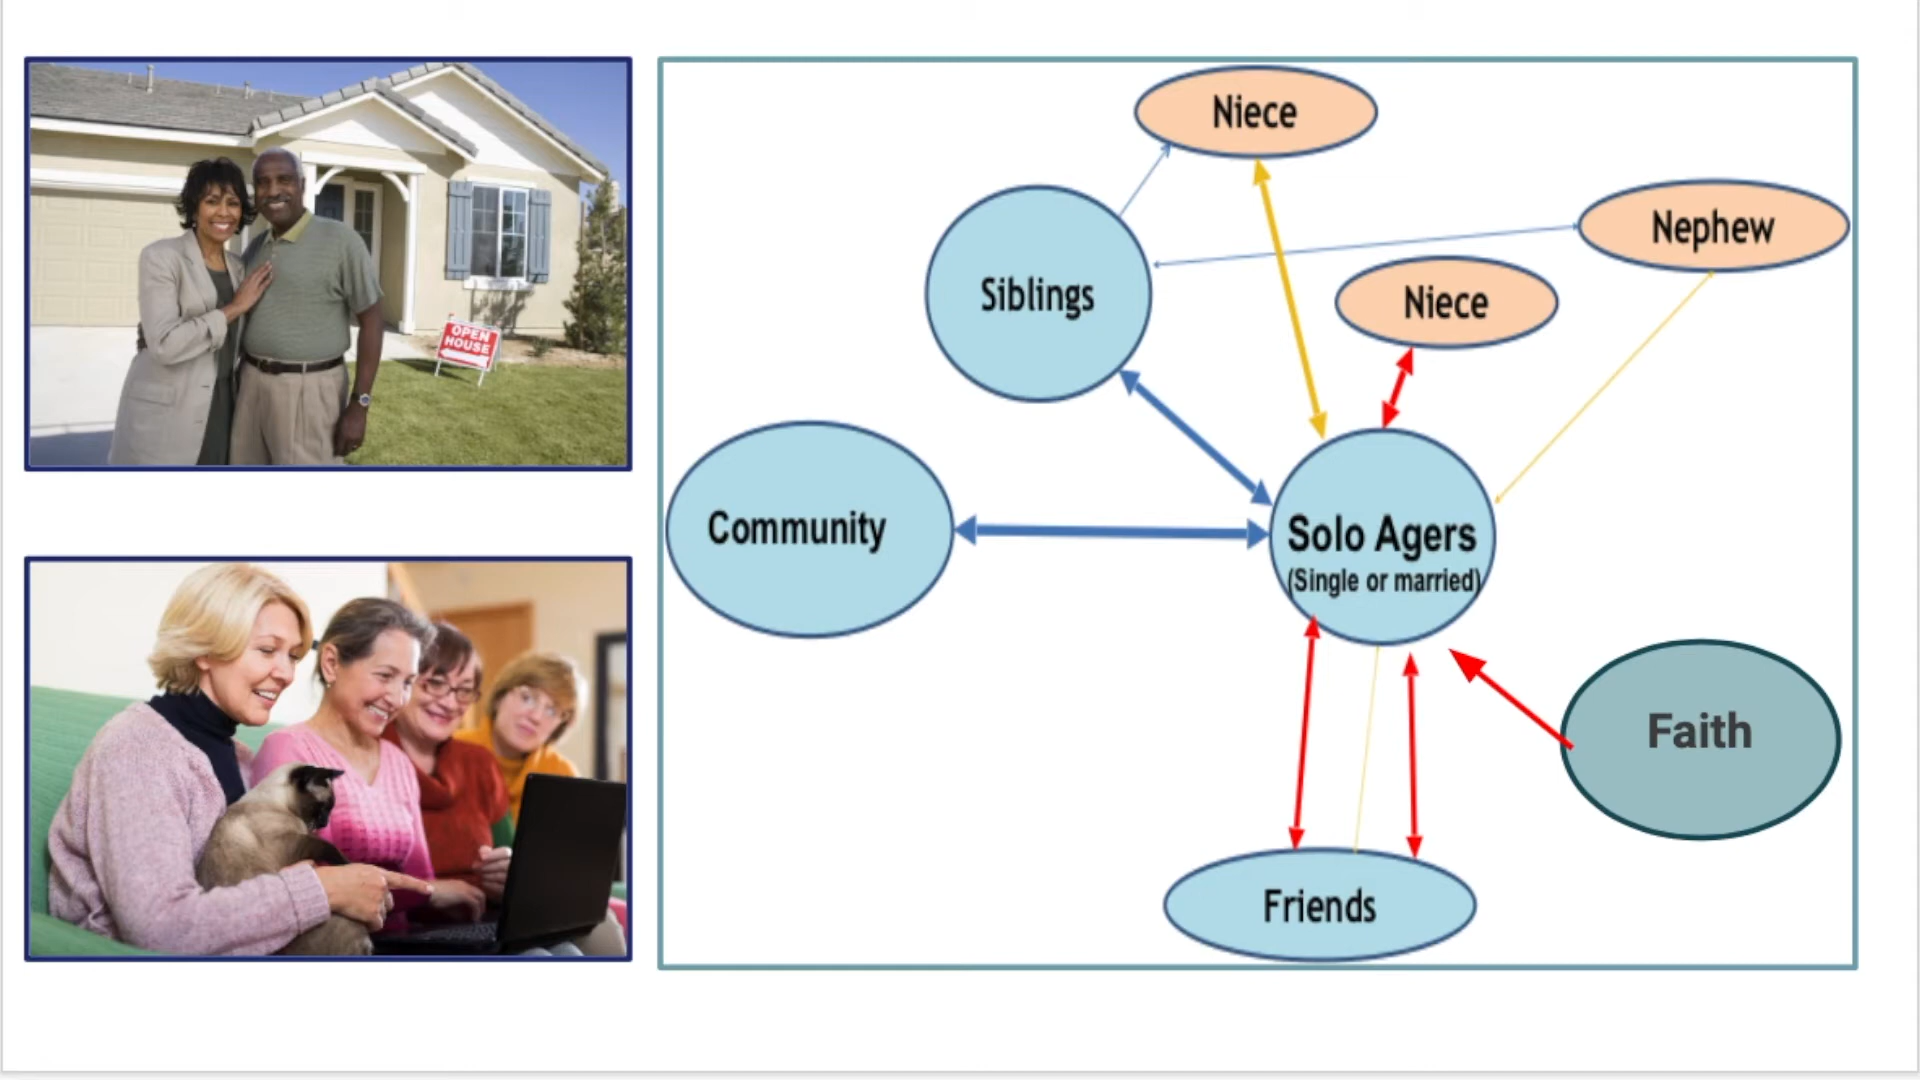 OPEN
HOUSE
Niece
Nephew
Siblings
Niece
Community
Solo Agers
(Single or married)
Faith
Friends